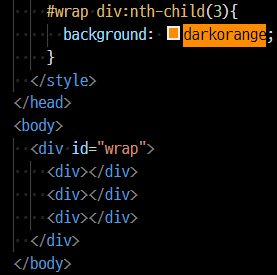 #wrap div:nth-child(3){
background: darkorange;
}
</style>
</head>
<body>
<div id="wrap">
<div></div>
<div></div>
<div></div>
</div>
</body>